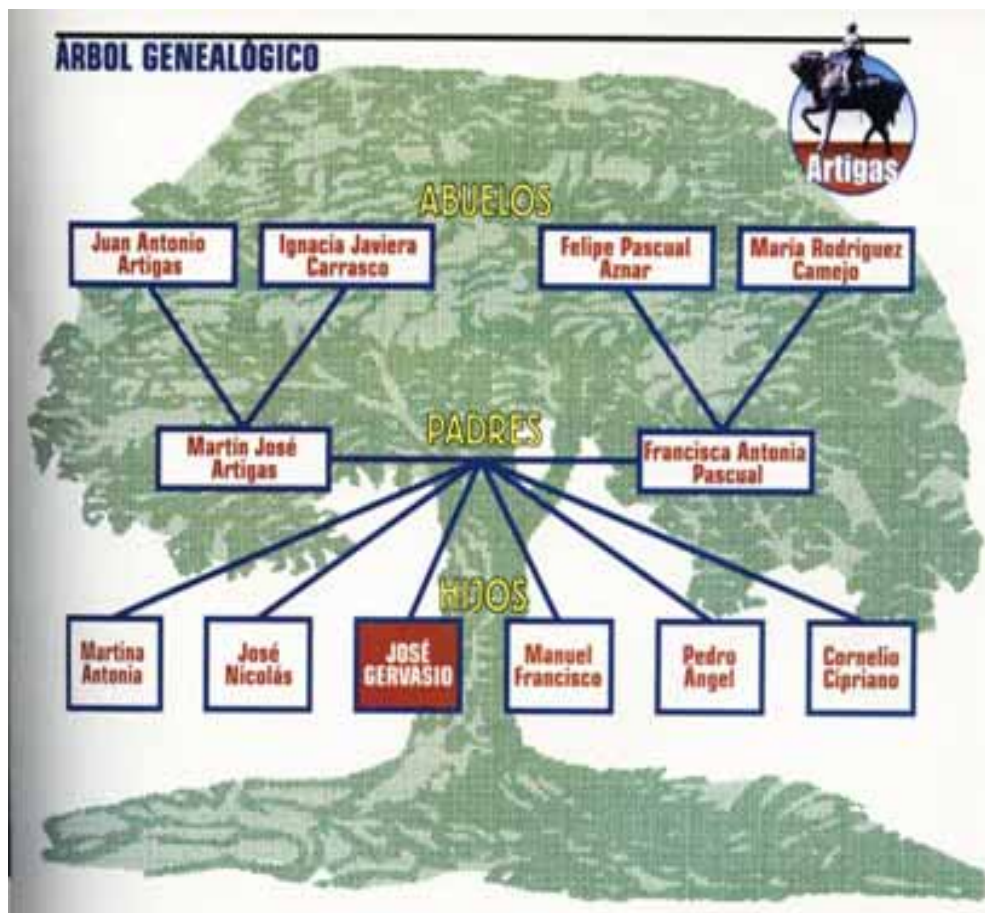 ÁRBOL GENEALÓGICO
Artigas
ABUELOS
Juan Antonio
Artigas
Ignacia Javiera
Carrasco
Felipe Pascual
Aznar
María Rodríguez
Camejo
PADRES
Martín José
Artigas
Francisca Antonia
Pascual
HIJOS
Martina
Antonia
José
Nicolás
JOSÉ
GERVASIO
Manuel
Francisco
Pedro
Ángel
Cornelio
Cipriano